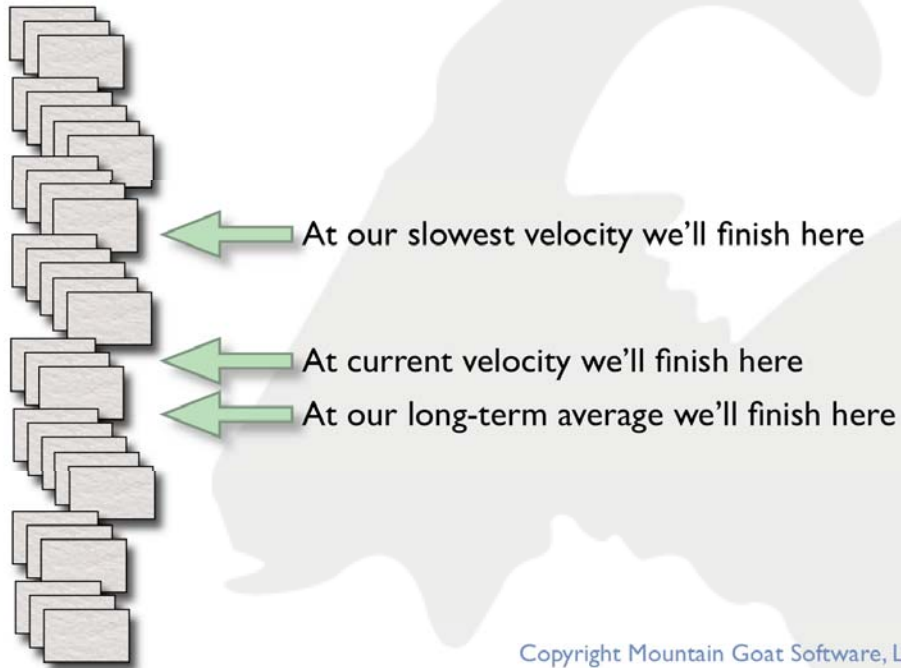 At our slowest velocity we’ll finish here
At current velocity we’ll finish here
At our long-term average we’ll finish here
Copyright Mountain Goat Software, L